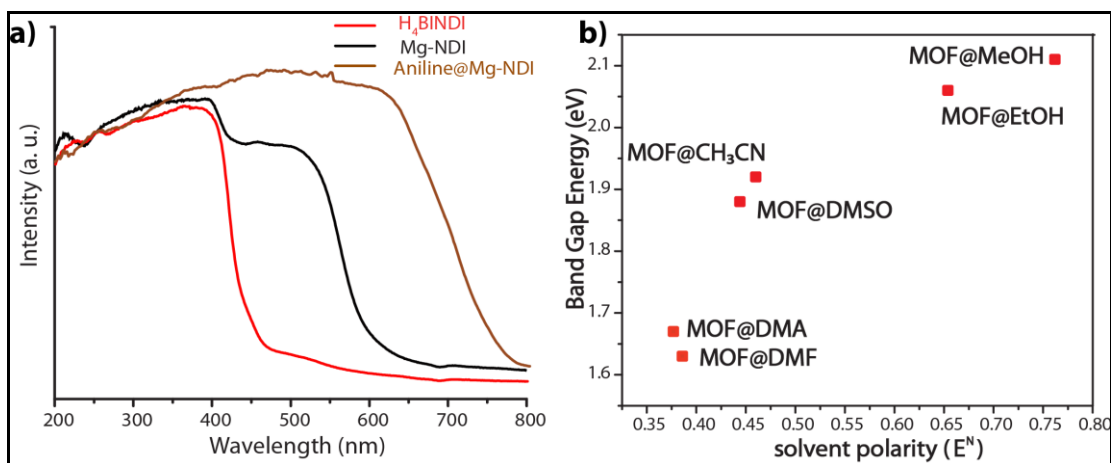 a)
H₄BINDI
Mg-NDI
Aniline@Mg-NDI
Intensity (a. u.)
200 300 400 500 600 700 800
Wavelength (nm)
b)
2.1
2.0
1.9
1.8
1.7
1.6
Band Gap Energy (eV)
MOF@MeOH
MOF@EtOH
MOF@CH₃CN
MOF@DMSO
MOF@DMA
MOF@DMF
0.35 0.40 0.45 0.50 0.55 0.60 0.65 0.70 0.75 0.80
solvent polarity (Eᴺ)